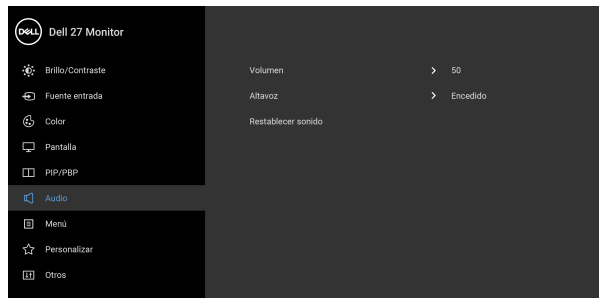 DELL Dell 27 Monitor
Brillo/Contraste
Fuente entrada
Color
Pantalla
PIP/PBP
Audio
Menú
Personalizar
Otros
Volumen > 50
Altavoz > Encedido
Restablecer sonido